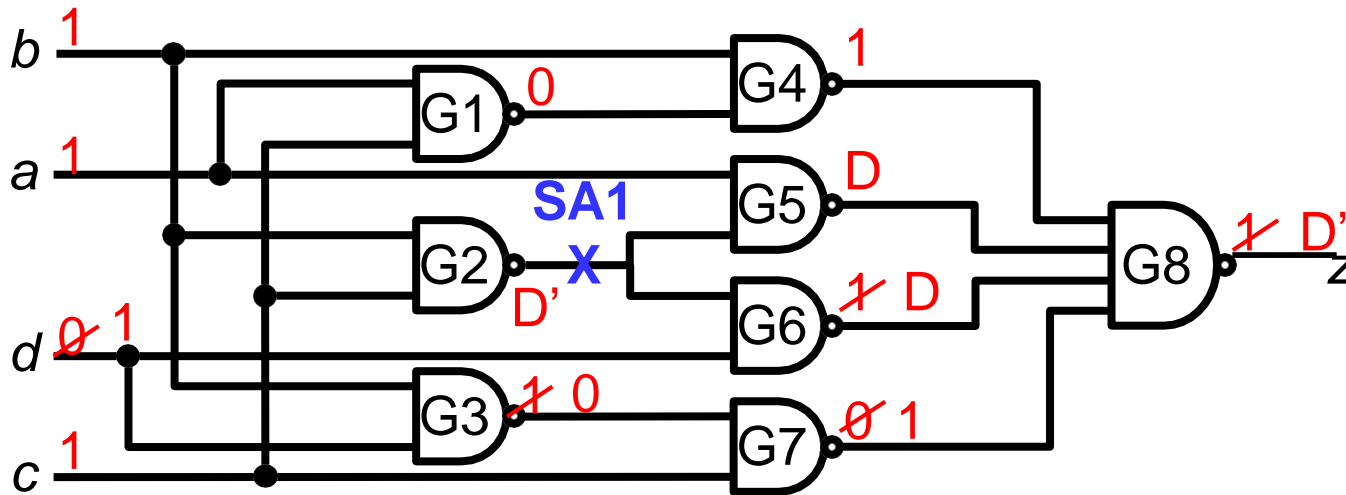 b 1
G1 0
G4 1
a 1
SA1
G5 D
X
G2 D’
G6 1 D
G8 1 D’
z
d 0 1
G3 1 0
G7 0 1
c 1